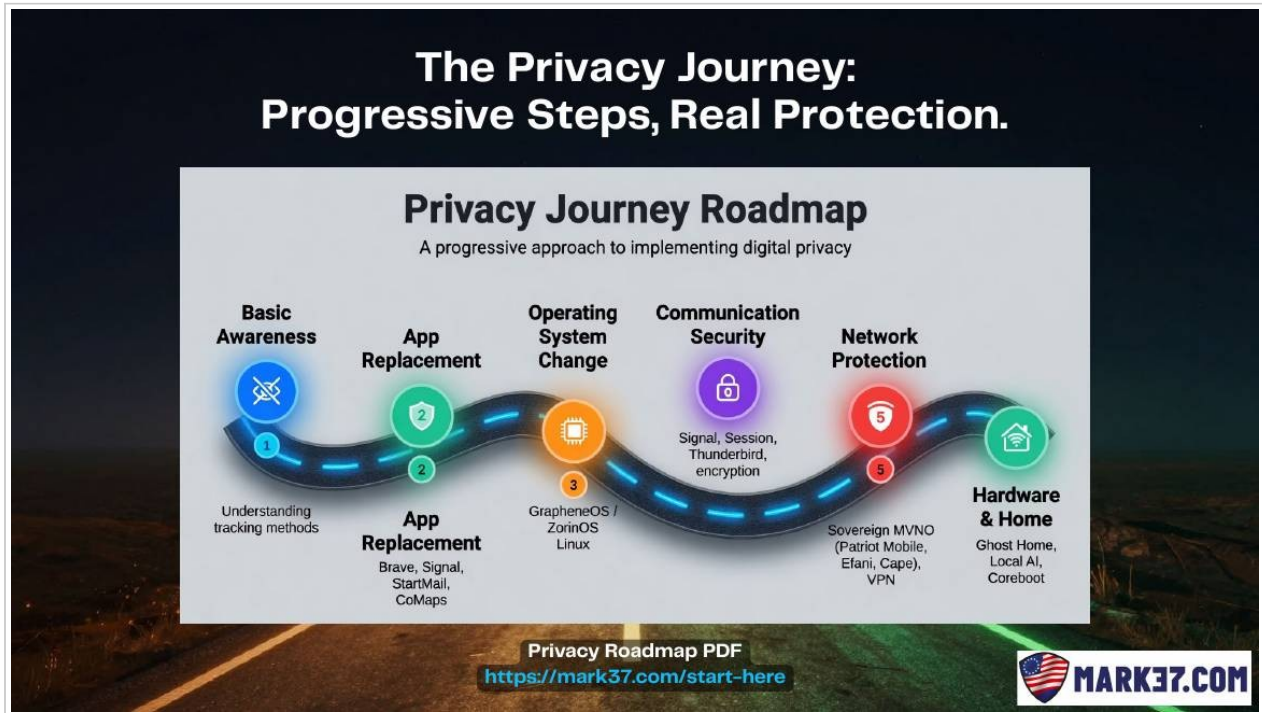 The Privacy Journey:
Progressive Steps, Real Protection.
Privacy Journey Roadmap
A progressive approach to implementing digital privacy
Basic
Awareness
1
Understanding
tracking methods
App
Replacement
2
2
App
Replacement
Brave, Signal,
StartMail,
CoMaps
Operating
System
Change
3
GrapheneOS /
ZorinOS
Linux
Communication
Security
Signal, Session,
Thunderbird,
encryption
Network
Protection
5
5
Sovereign MVNO
(Patriot Mobile,
Efani, Cape),
VPN
Hardware
& Home
Ghost Home,
Local AI,
Coreboot
Privacy Roadmap PDF
https://mark37.com/start-here
MARK37.COM